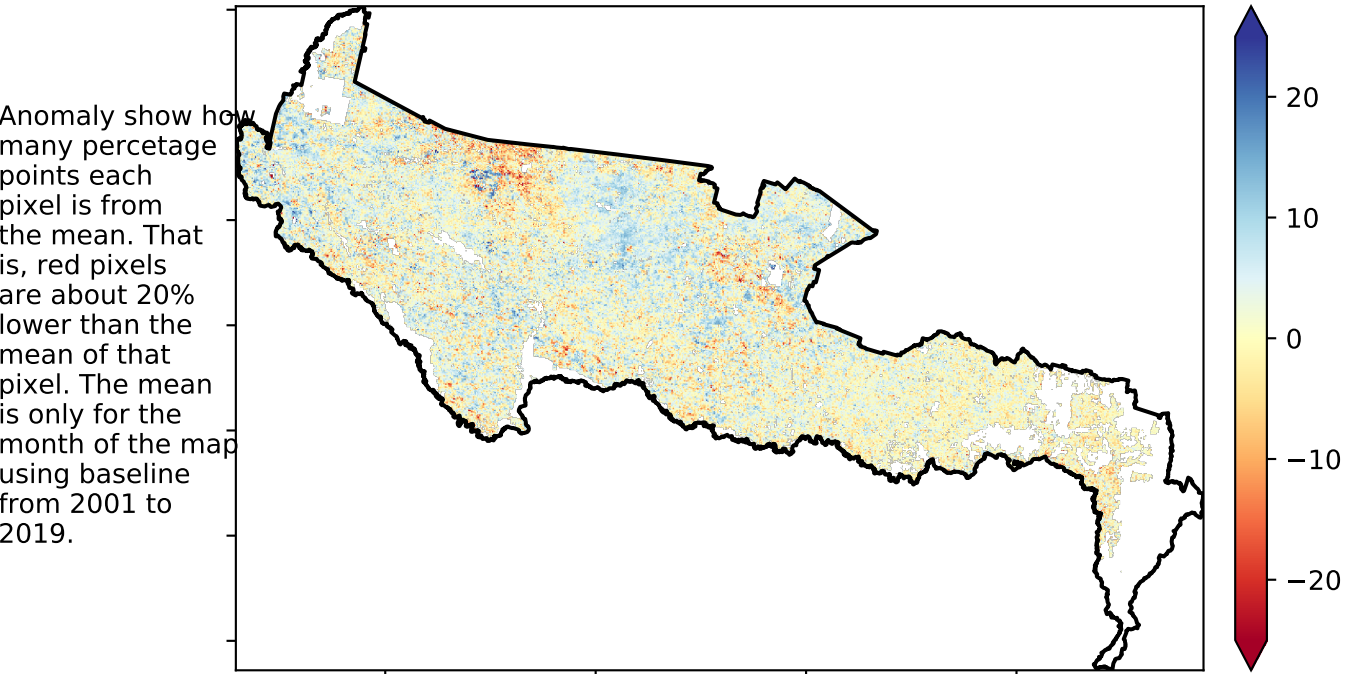 Anomaly show how
many percetage
points each
pixel is from
the mean. That
is, red pixels
are about 20%
lower than the
mean of that
pixel. The mean
is only for the
month of the map
using baseline
from 2001 to
2019.
20
10
0
−10
−20